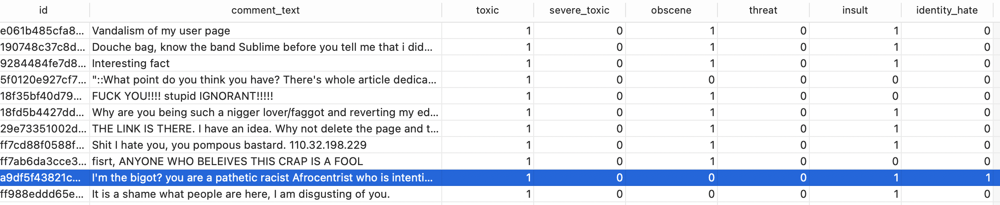 id comment_text toxic severe_toxic obscene threat insult identity_hate
e061b485cfa8... Vandalism of my user page 1 0 1 0 1 0
190748c37c8d... Douche bag, know the band Sublime before you tell me that i did... 1 0 1 0 1 0
9284484fe7d8... Interesting fact 1 0 1 0 1 0
5f0120e927cf7... "::What point do you think you have? There's whole article dedica... 1 0 0 0 0 0
18f35bf40d79... FUCK YOU!!!! stupid IGNORANT!!!!! 1 0 1 0 0 0
18fd5b4427dd... Why are you being such a nigger lover/faggot and reverting my ed... 1 0 1 0 1 0
29e73351002d... THE LINK IS THERE. I have an idea. Why not delete the page and t... 1 0 1 0 1 0
ff7cd88f0588f... Shit I hate you, you pompous bastard. 110.32.198.229 1 0 1 0 1 0
ff7ab6da3cce3... fisrt, ANYONE WHO BELEIVES THIS CRAP IS A FOOL 1 0 1 0 0 0
a9df5f43821c... I'm the bigot? you are a pathetic racist Afrocentrist who is intenti... 1 0 0 0 1 1
ff988eddd65e... It is a shame what people are here, I am disgusting of you. 1 0 0 0 1 0